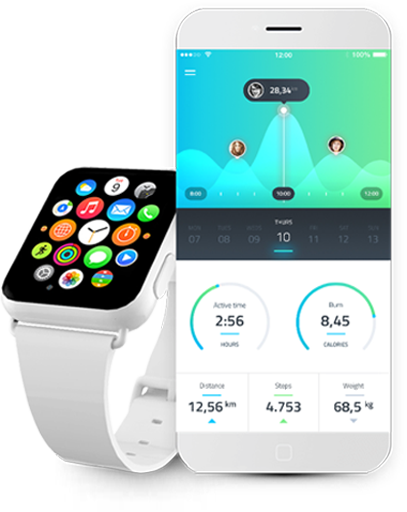 12:00
100%
28,34
8:00
10:00
12:00
THURS
MON TUE WED FRI SAT SUN
07 08 09 10 11 12 13
Active time
Burn
2:56
8,45
HOURS
CALORIES
Distance
Steps
Weight
12,56 km
4.753
68,5 kg
9